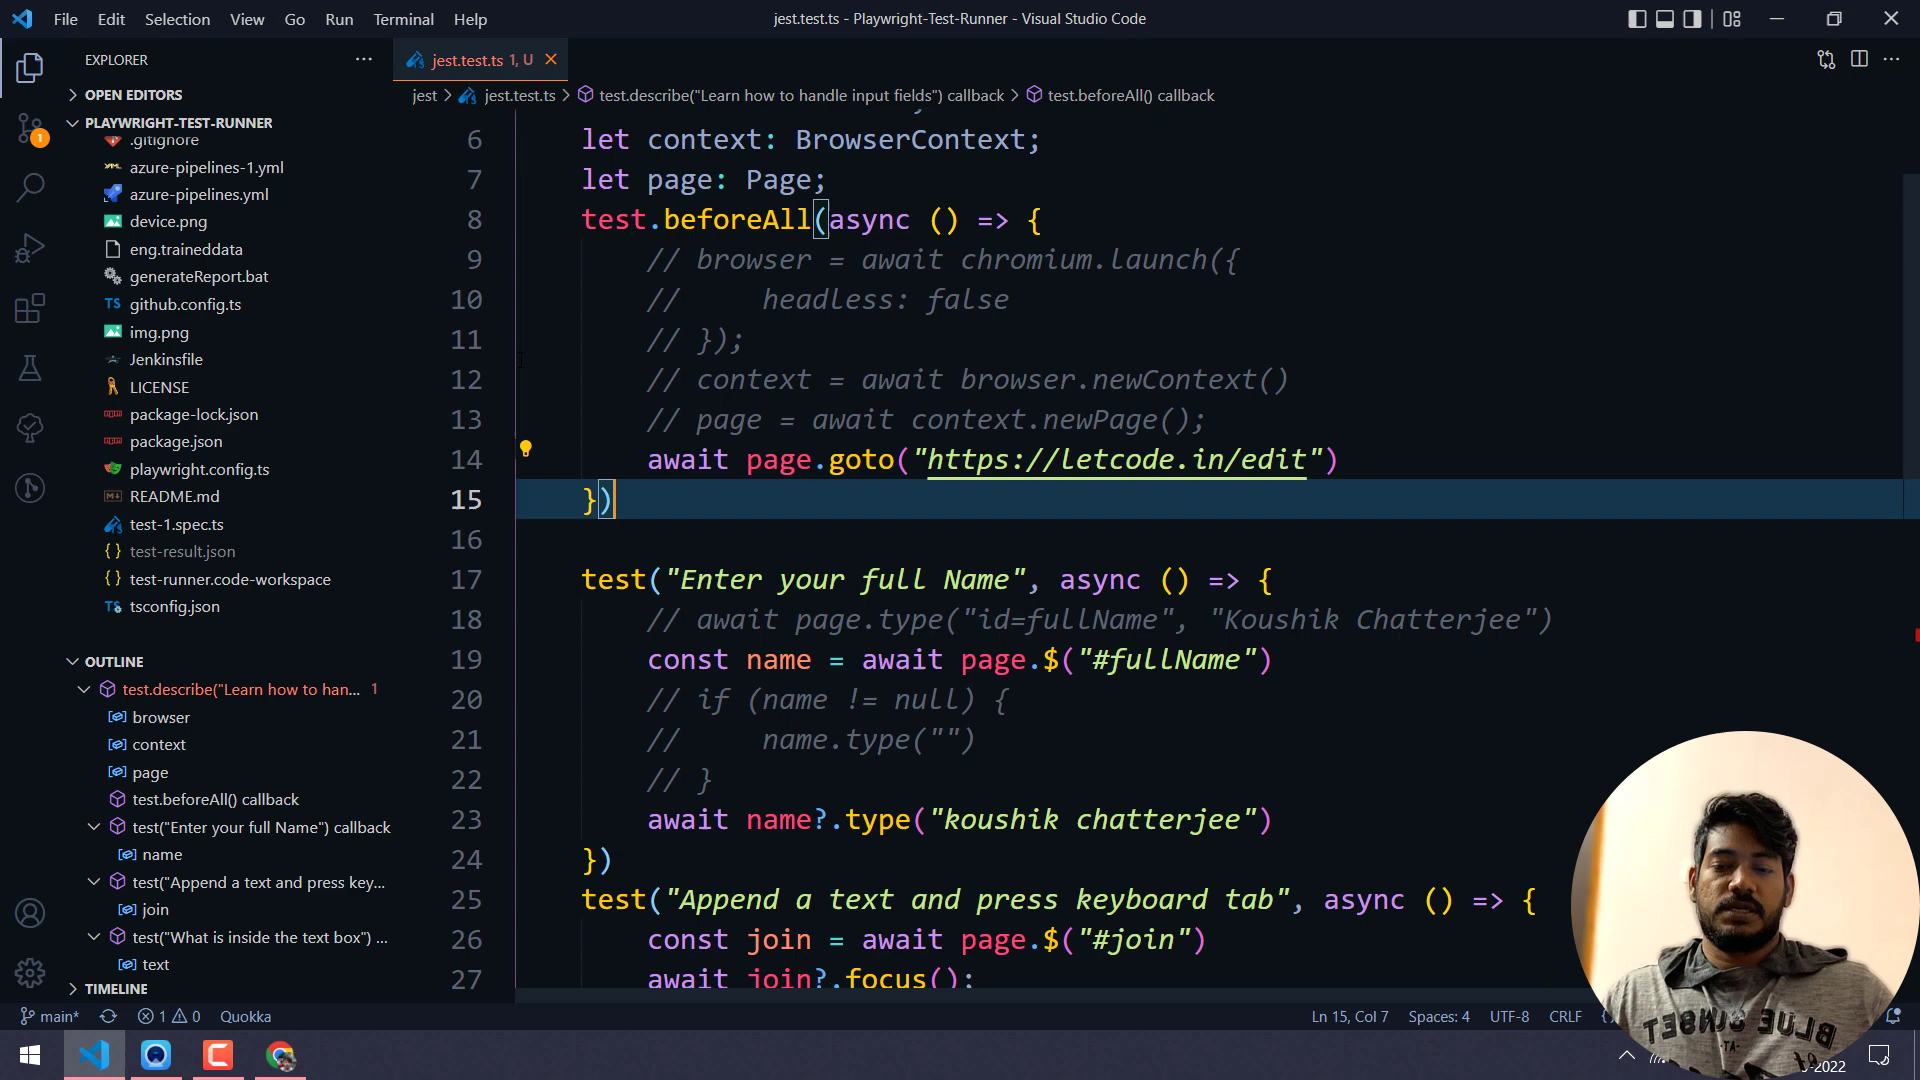 File Edit Selection View Go Run Terminal Help
jest.test.ts - Playwright-Test-Runner - Visual Studio Code
EXPLORER
OPEN EDITORS
PLAYWRIGHT-TEST-RUNNER
.gitignore
azure-pipelines-1.yml
azure-pipelines.yml
device.png
eng.traineddata
generateReport.bat
TS github.config.ts
img.png
Jenkinsfile
LICENSE
package-lock.json
package.json
playwright.config.ts
README.md
test-1.spec.ts
{} test-result.json
{} test-runner.code-workspace
TS tsconfig.json
OUTLINE
test.describe("Learn how to han... 1
browser
context
page
test.beforeAll() callback
test("Enter your full Name") callback
name
test("Append a text and press key...
join
test("What is inside the text box") ...
text
TIMELINE
jest.test.ts 1, U
jest > jest.test.ts > test.describe("Learn how to handle input fields") callback > test.beforeAll() callback
6 let context: BrowserContext;
7 let page: Page;
8 test.beforeAll(async () => {
9 // browser = await chromium.launch({
10 //     headless: false
11 // });
12 // context = await browser.newContext()
13 // page = await context.newPage();
14 await page.goto("https://letcode.in/edit")
15 })
16
17 test("Enter your full Name", async () => {
18 // await page.type("id=fullName", "Koushik Chatterjee")
19 const name = await page.$("#fullName")
20 // if (name != null) {
21 //     name.type("")
22 // }
23 await name?.type("koushik chatterjee")
24 })
25 test("Append a text and press keyboard tab", async () => {
26 const join = await page.$("#join")
27 await join?.focus();
1
main* 1 0 Quokka
Ln 15, Col 7 Spaces: 4 UTF-8 CRLF
-2022
BLUE SUNSET